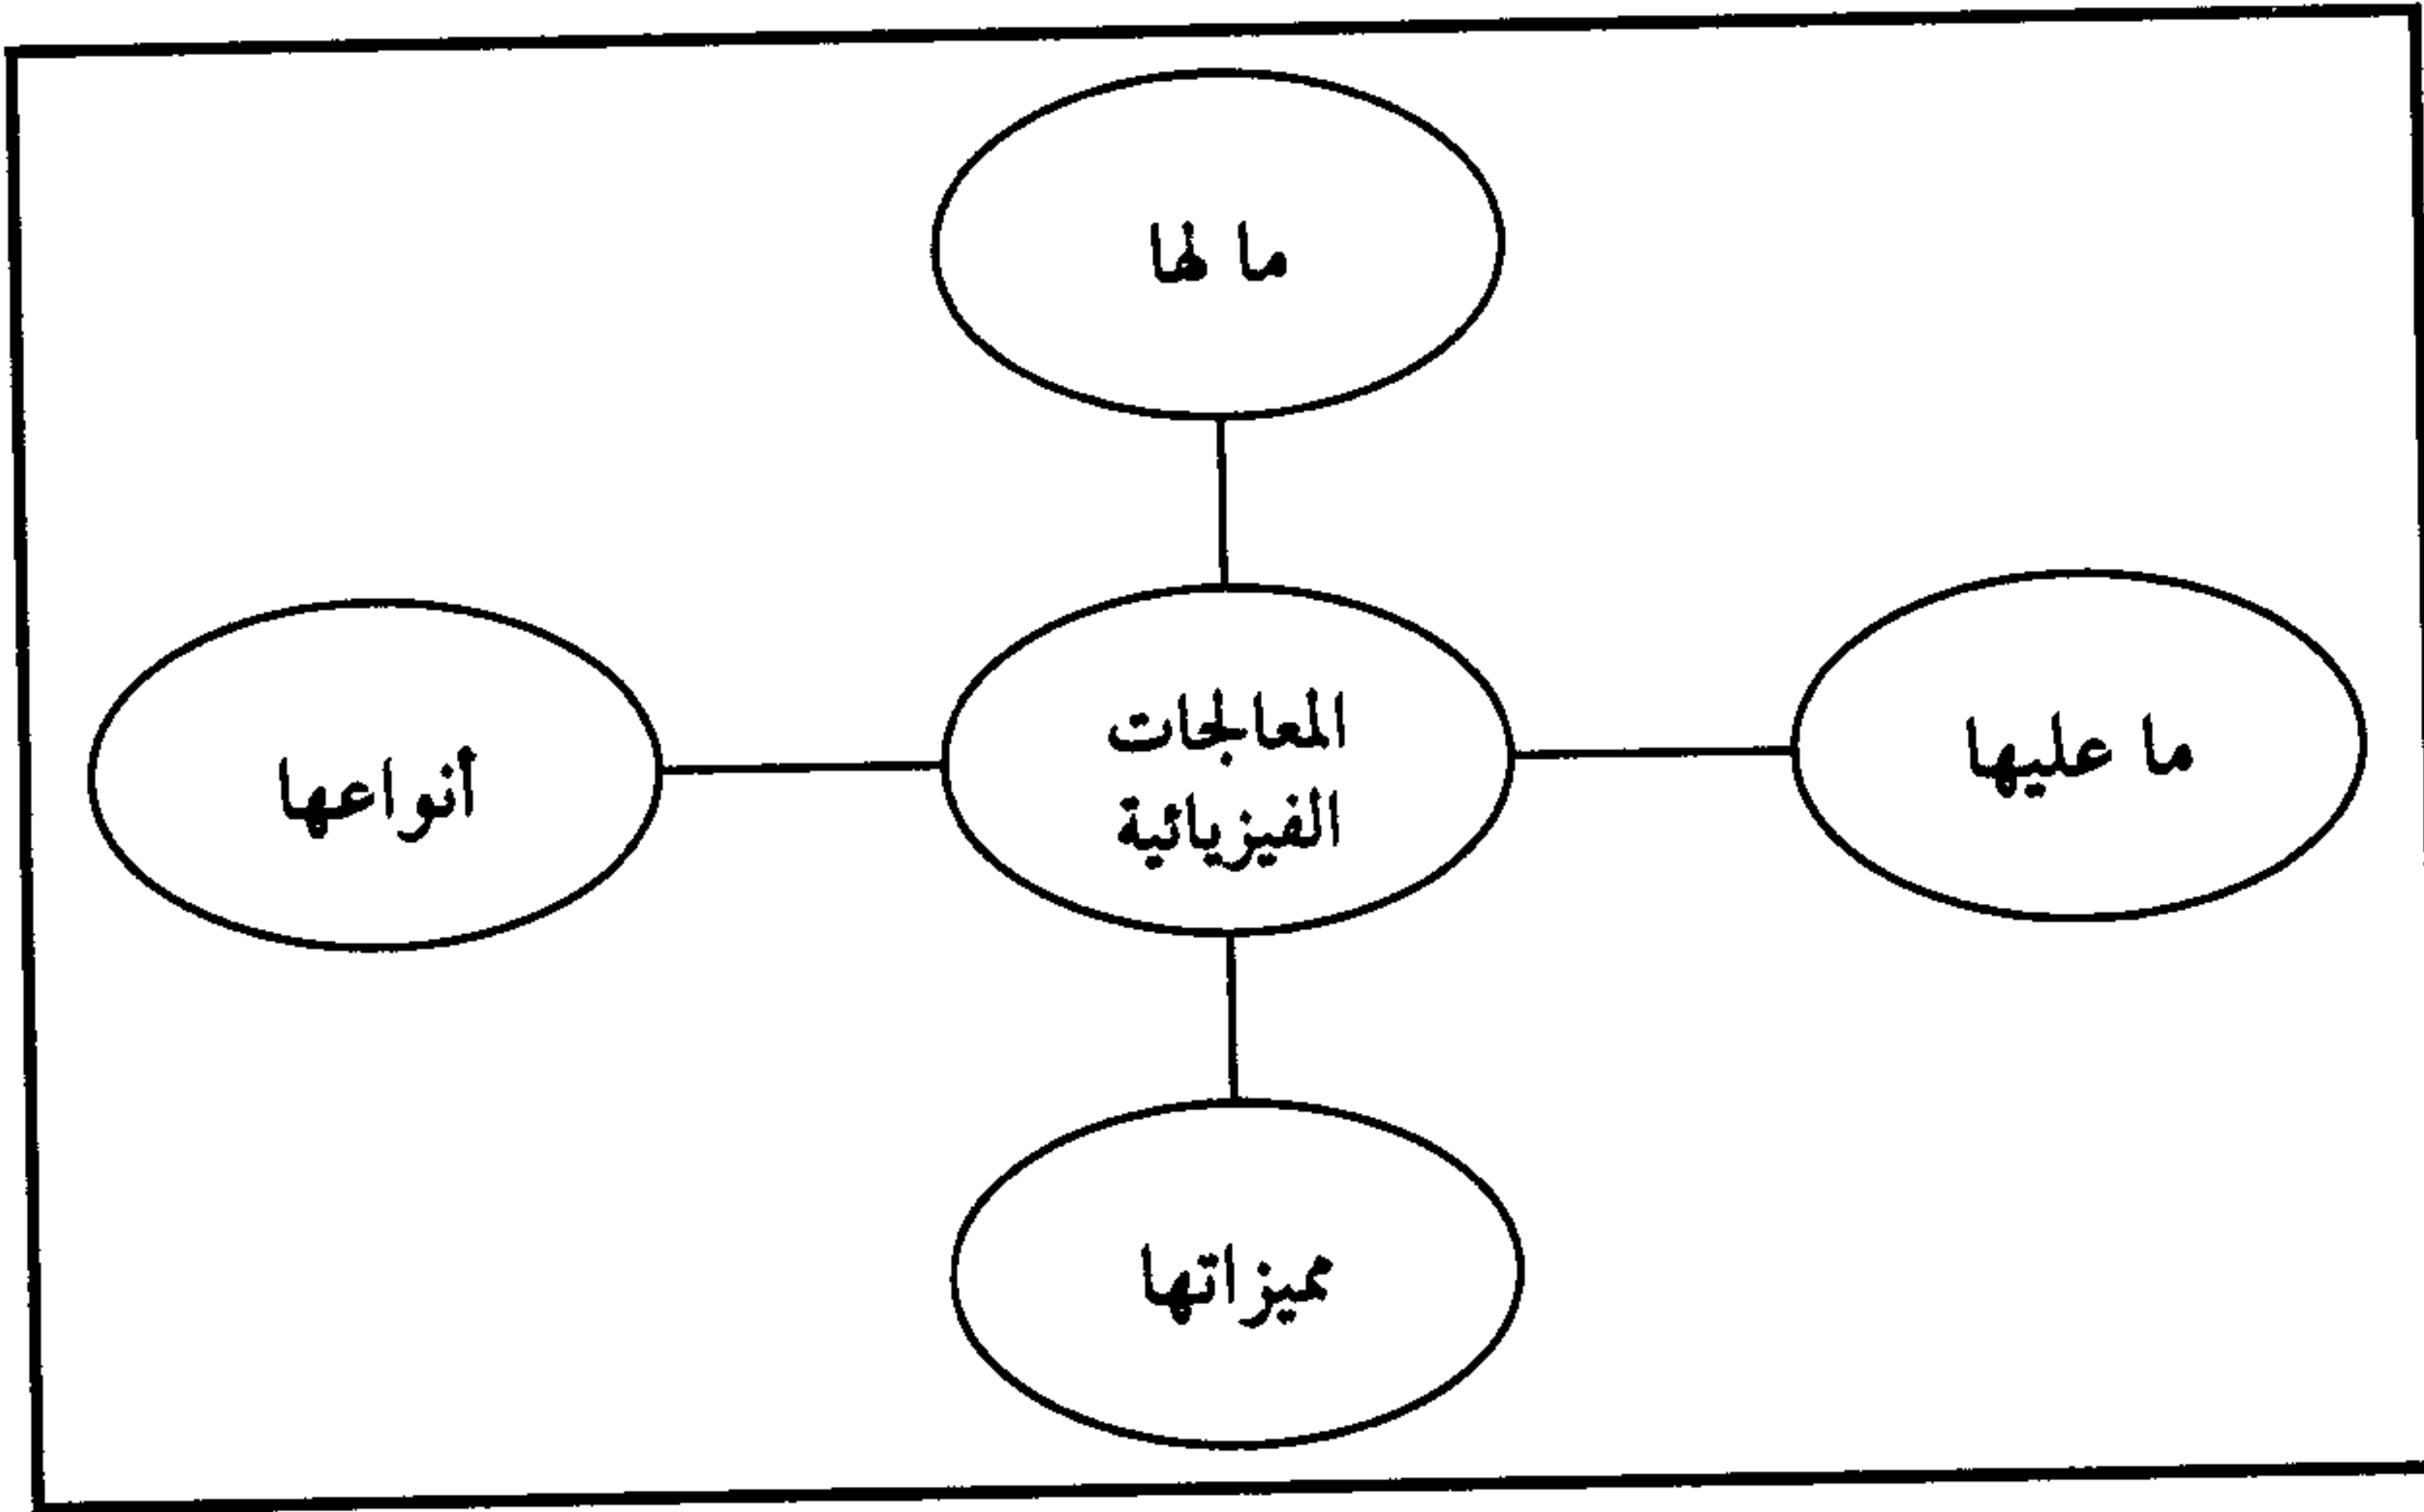 ما لها
ما عليها
المعالجات
الفيزيائية
أنواعها
مميزاتها